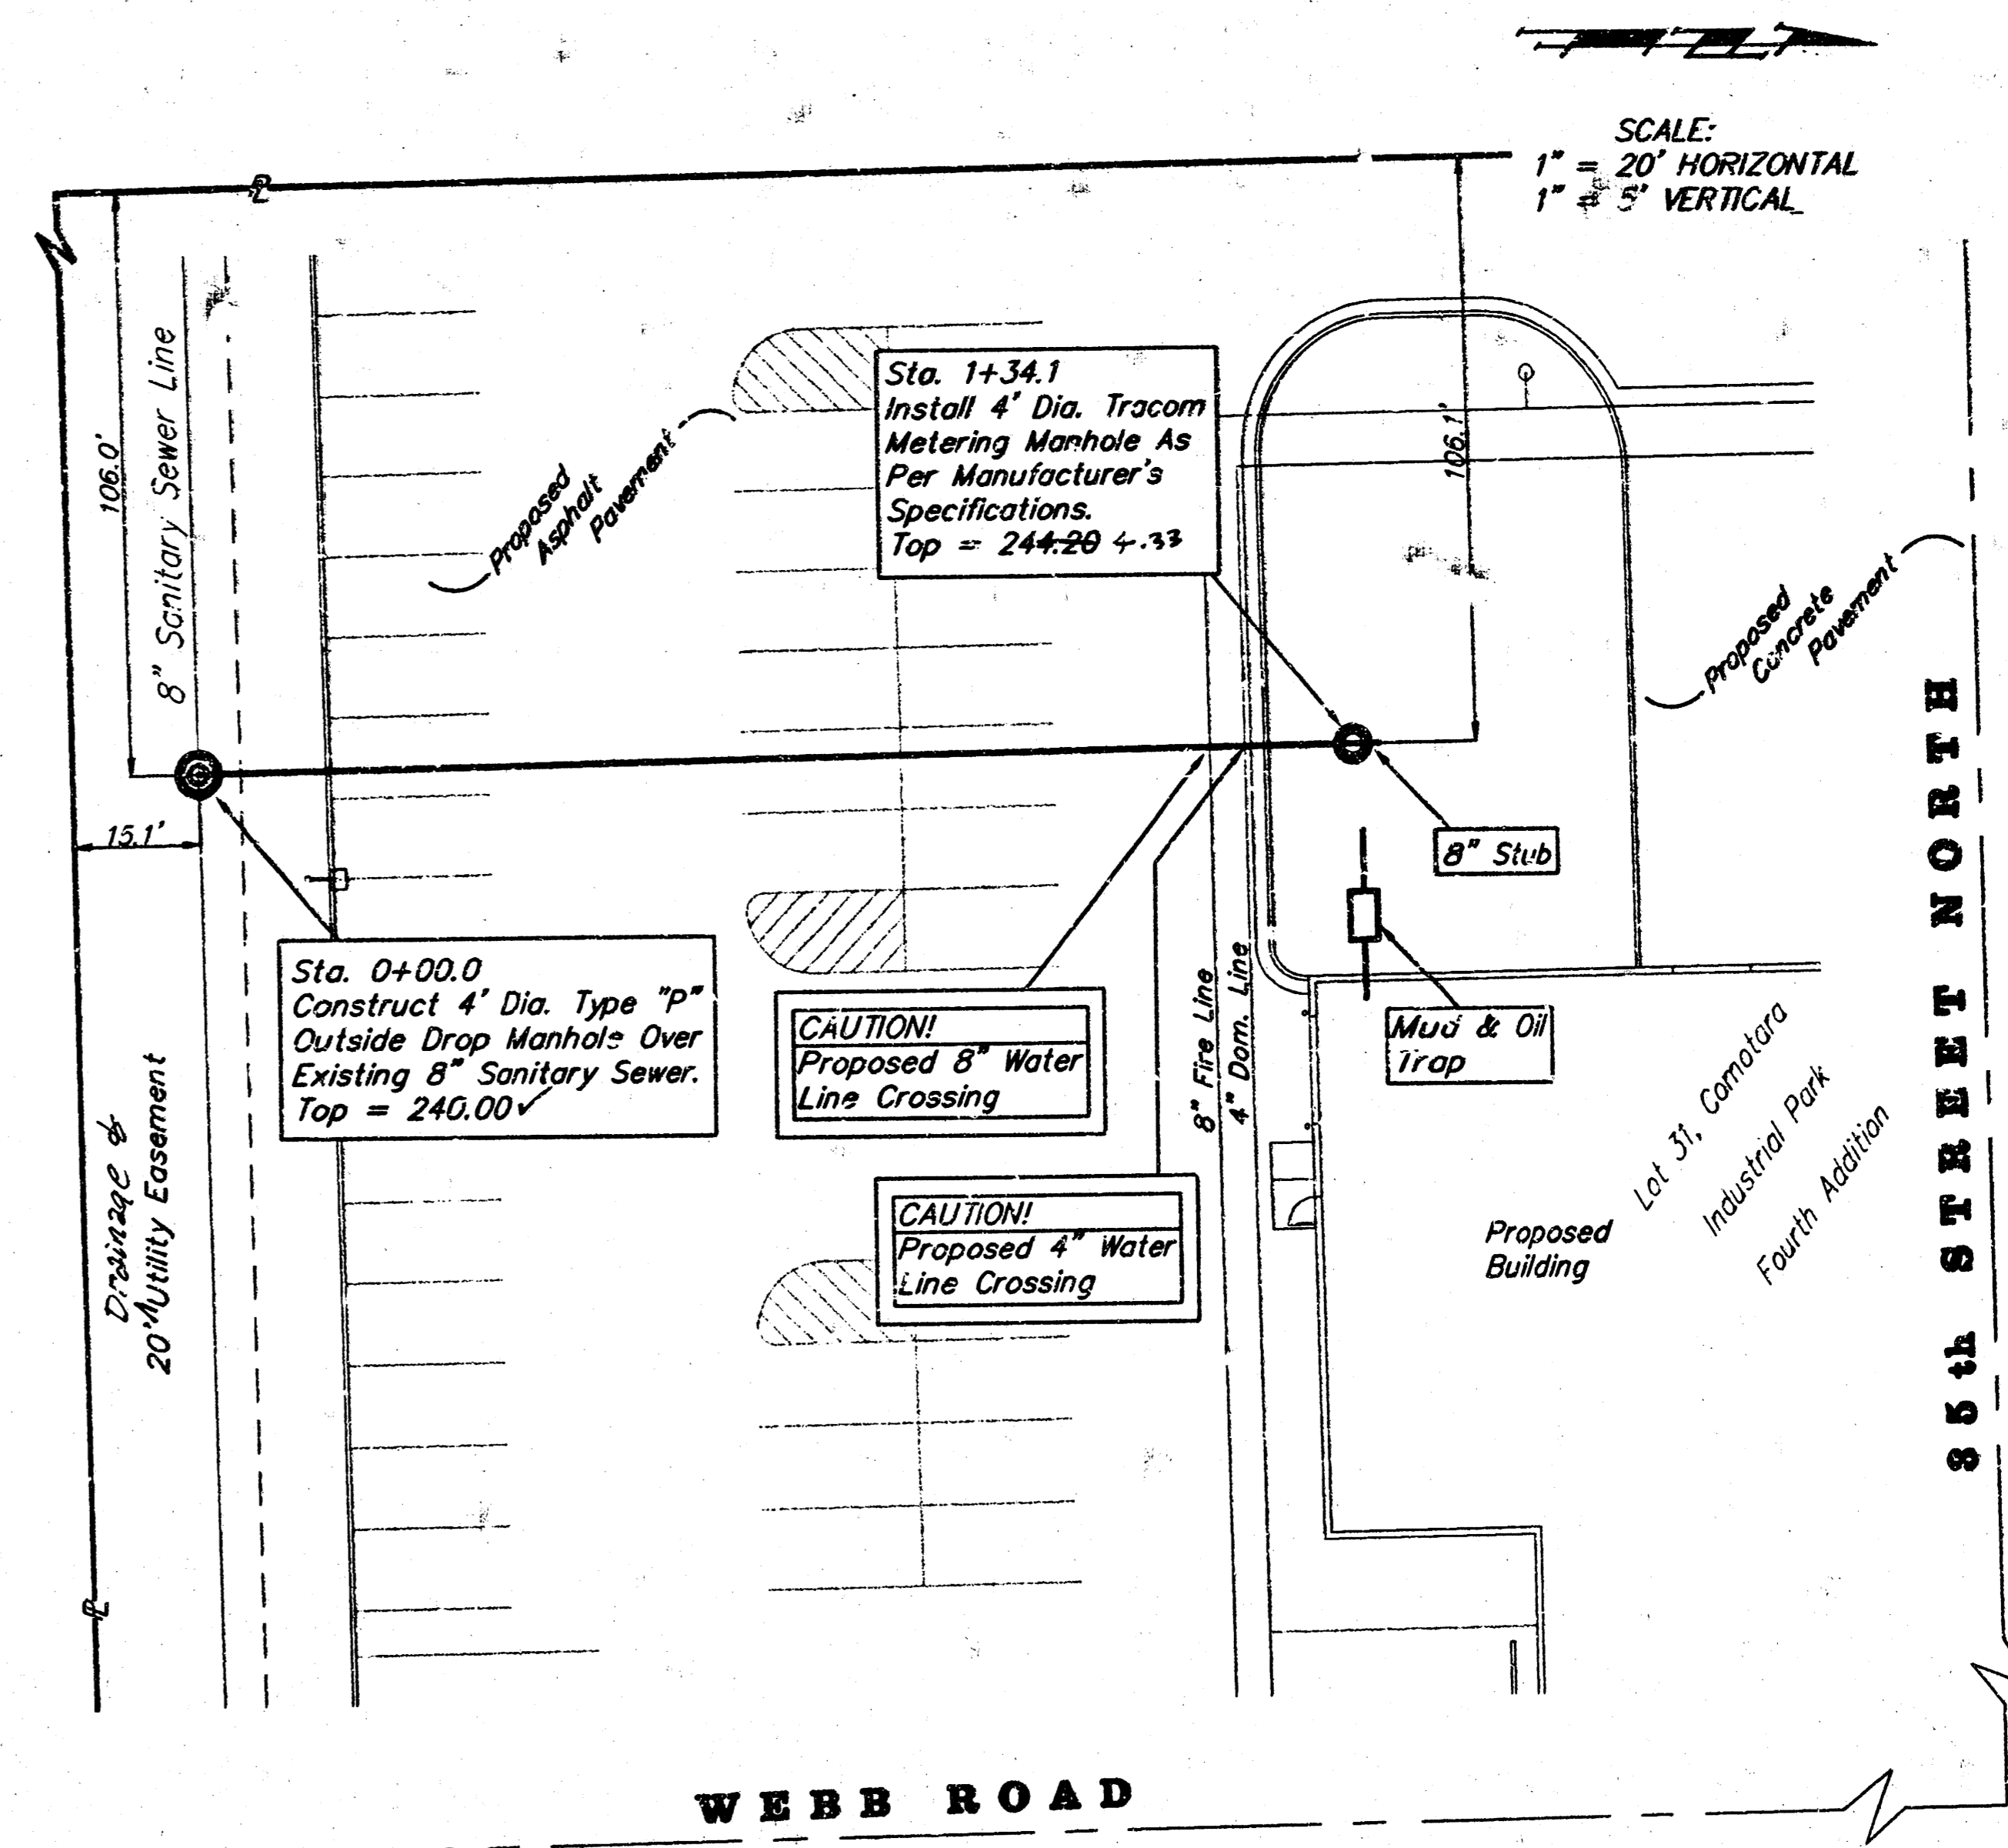 SCALE:
1" = 20' HORIZONTAL
1" = 5' VERTICAL
106.0'
8" Sanitary Sewer Line
Proposed
Asphalt
Pavement
Sta. 1+34.1
Install 4' Dia. Tracom
Metering Manhole As
Per Manufacturer's
Specifications.
Top = 244.20 4.33
106.1'
Proposed
Concrete
Pavement
15.1'
8" Stub
Sta. 0+00.0
Construct 4' Dia. Type "P"
Outside Drop Manhole Over
Existing 8" Sanitary Sewer.
Top = 240.00✓
CAUTION!
Proposed 8" Water
Line Crossing
8" Fire Line
4" Dom. Line
Mud & Oil
Trap
CAUTION!
Proposed 4" Water
Line Crossing
Drainage &
20' Utility Easement
Proposed
Building
Lot 31, Comotara
Industrial Park
Fourth Addition
35th STREET NORTH
WEBB ROAD